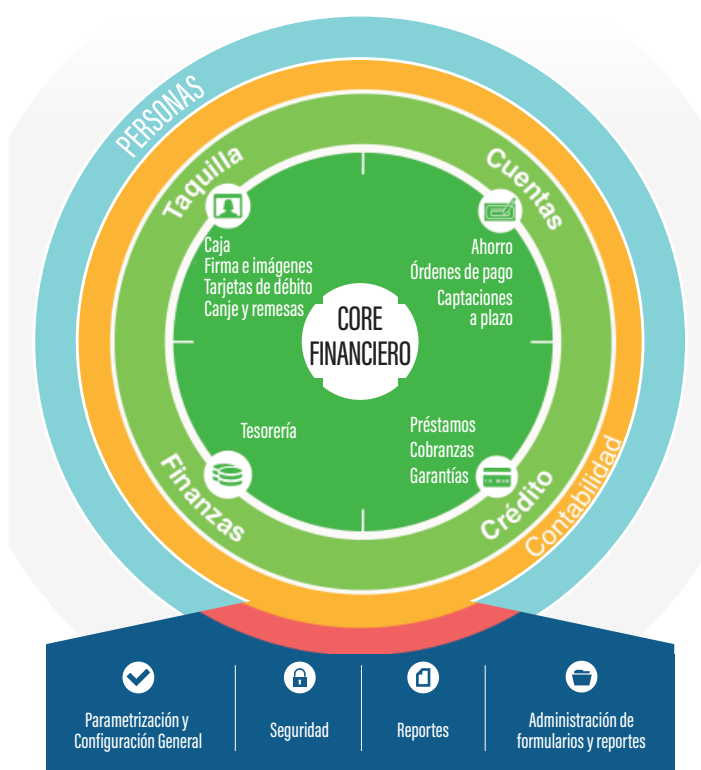 PERSONAS
Taquilla
Cuentas
Caja
Firma e imágenes
Tarjetas de débito
Canje y remesas
Ahorro
Órdenes de pago
Captaciones
a plazo
CORE
FINANCIERO
Tesorería
Préstamos
Cobranzas
Garantías
Finanzas
Crédito
Contabilidad
Parametrización y
Configuración General
Seguridad
Reportes
Administración de
formularios y reportes